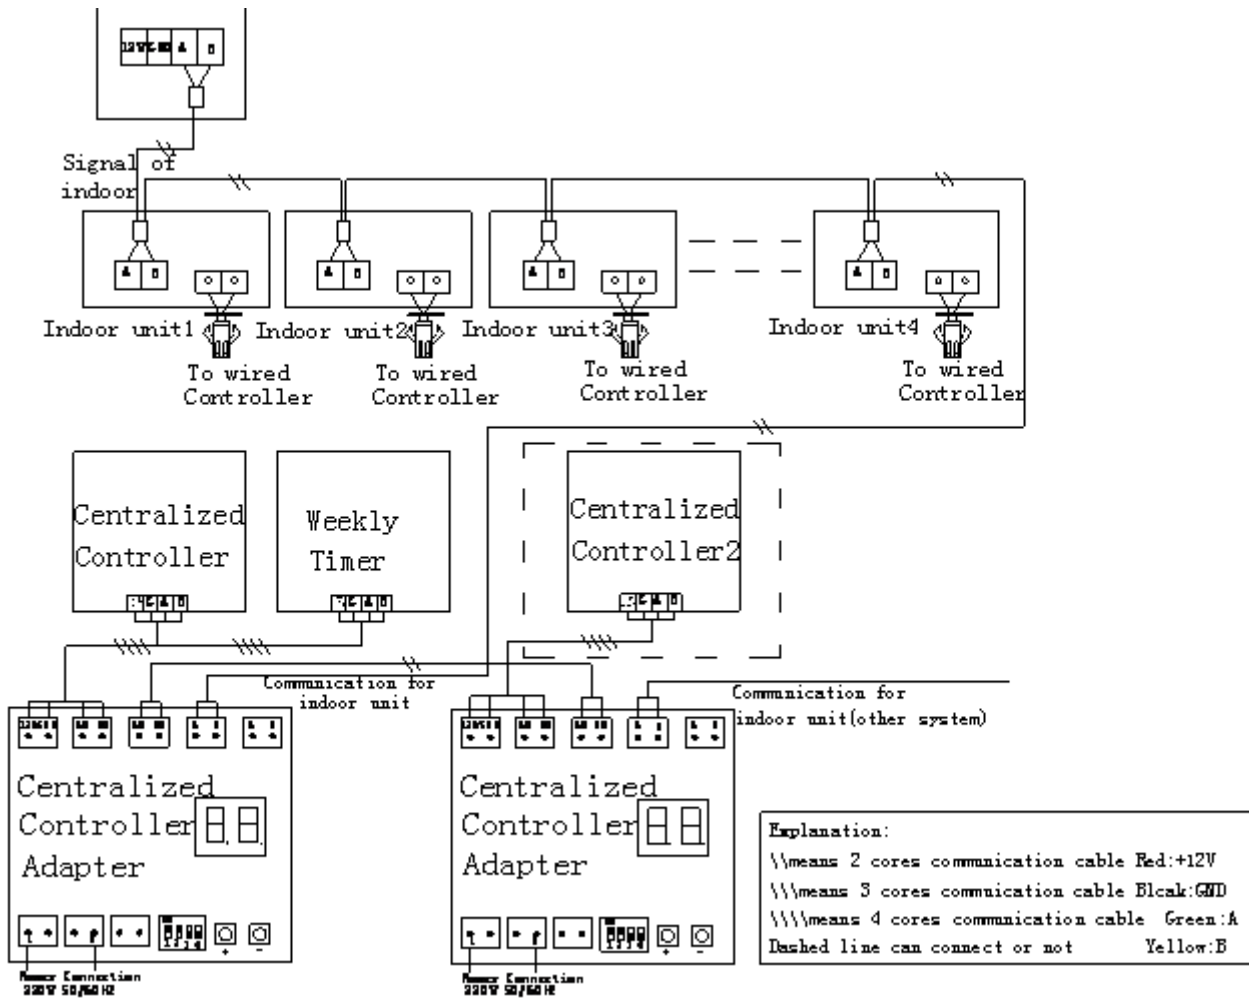 A
Signal of
indoor
A
A
A
A
Indoor unit1
Indoor unit2
Indoor unit3
Indoor unit4
To wired
Controller
To wired
Controller
To wired
Controller
To wired
Controller
Centralized
Controller
Weekly
Timer
Centralized
Controller2
Communication for
indoor unit
Communication for
indoor unit(other system)
Centralized
Controller
Adapter
Centralized
Controller
Adapter
+ -
+ -
Connection
220V 50/60HZ
Connection
220V 50/60HZ
Explanation:
\\means 2 cores communication cable Red:+12V
\\\means 3 cores communication cable Blcak:GND
\\\\means 4 cores communication cable Green:A
Dashed line can connect or not Yellow:B